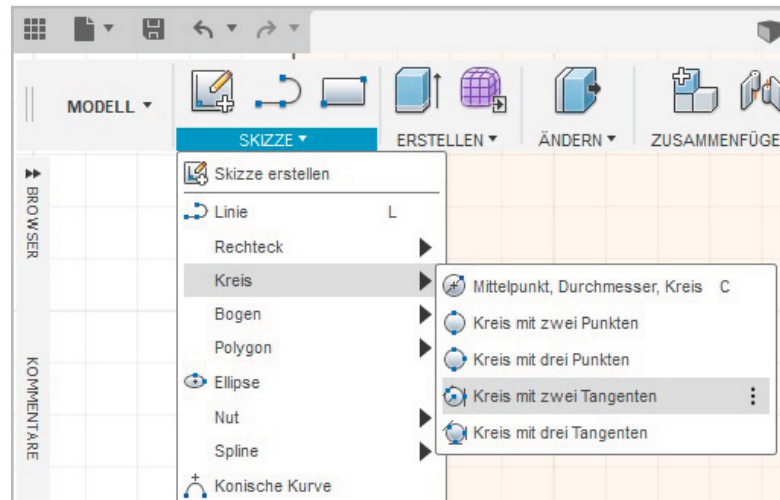 MODELL
SKIZZE
ERSTELLEN
ÄNDERN
ZUSAMMENFÜGE
BROWSER
KOMMENTARE
Skizze erstellen
Linie L
Rechteck
Kreis
Bogen
Polygon
Ellipse
Nut
Spline
Konische Kurve
Mittelpunkt, Durchmesser, Kreis C
Kreis mit zwei Punkten
Kreis mit drei Punkten
Kreis mit zwei Tangenten
Kreis mit drei Tangenten